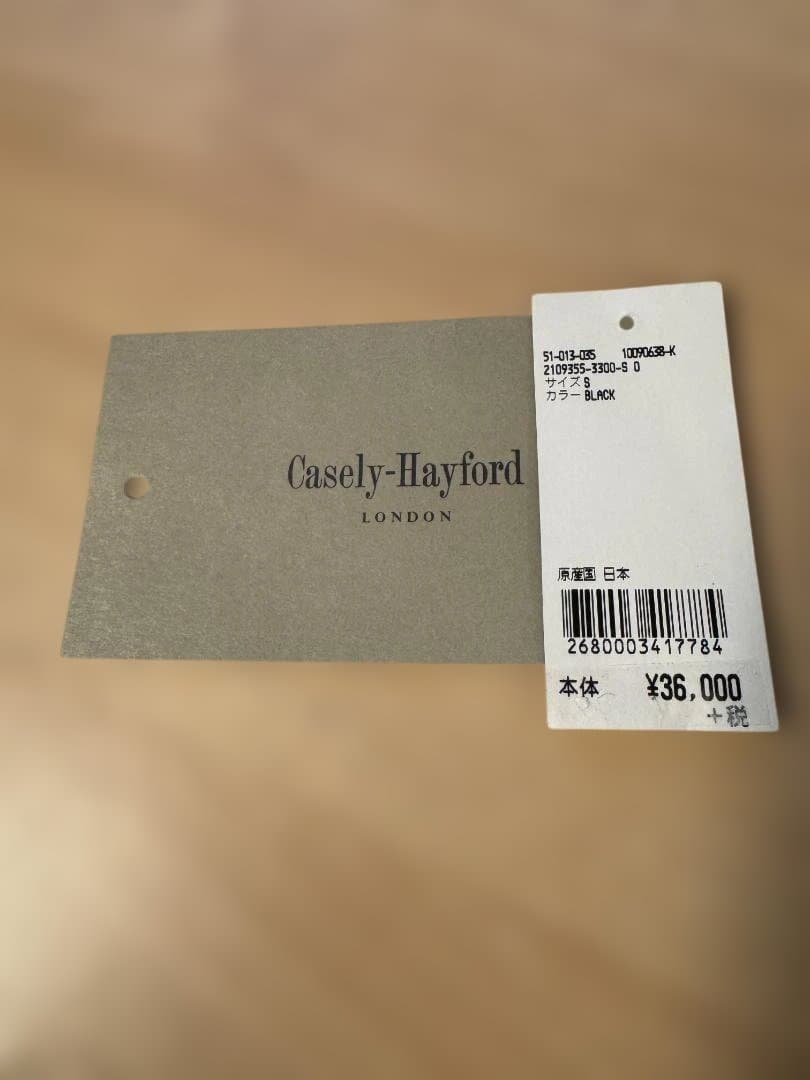 Casely-Hayford
LONDON
51-013-035 10090638-K
2109355-3300-S 0
サイズ S
カラー BLACK
原産国 日本
2680003417784
本体 ¥36,000
+税